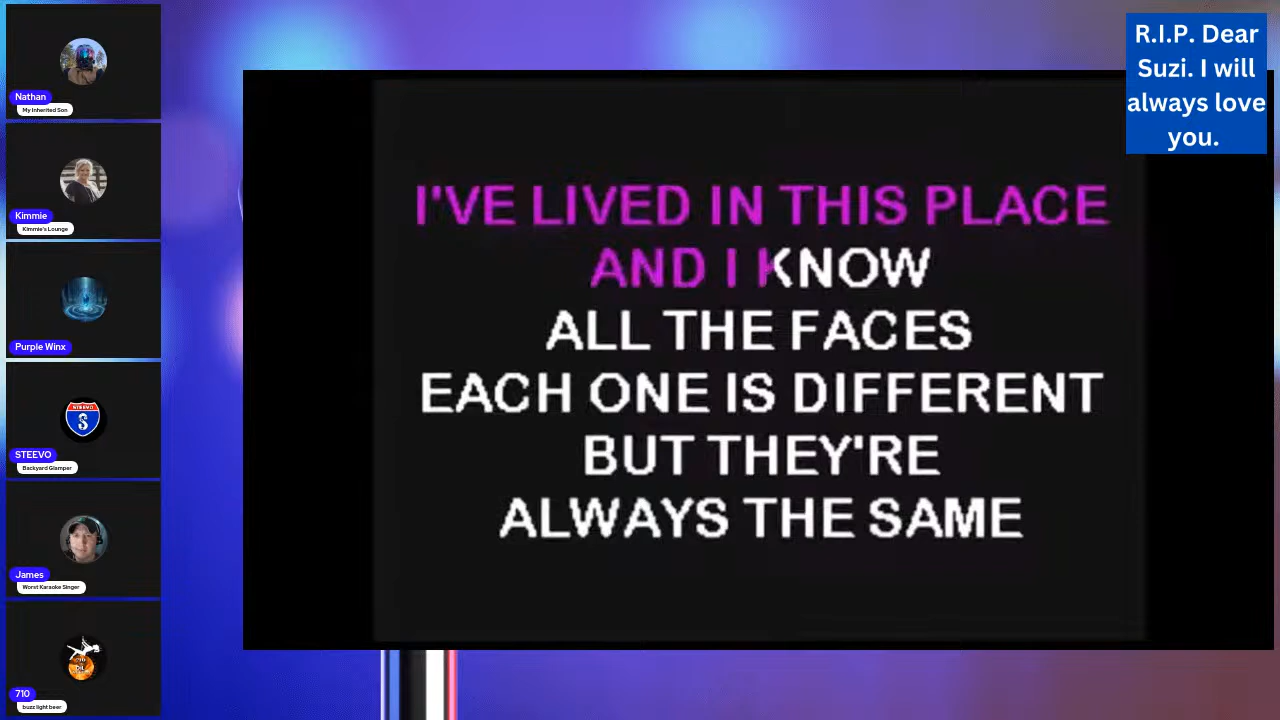 Nathan
My Inherited Son
Kimmie
Kimmie's Lounge
Purple Winx
STEEVO
S
STEEVO
Backyard Glamper
James
Worst Karaoke Singer
710
buzz light beer
I'VE LIVED IN THIS PLACE
AND I KNOW
ALL THE FACES
EACH ONE IS DIFFERENT
BUT THEY'RE
ALWAYS THE SAME
R.I.P. Dear
Suzi. I will
always love
you.